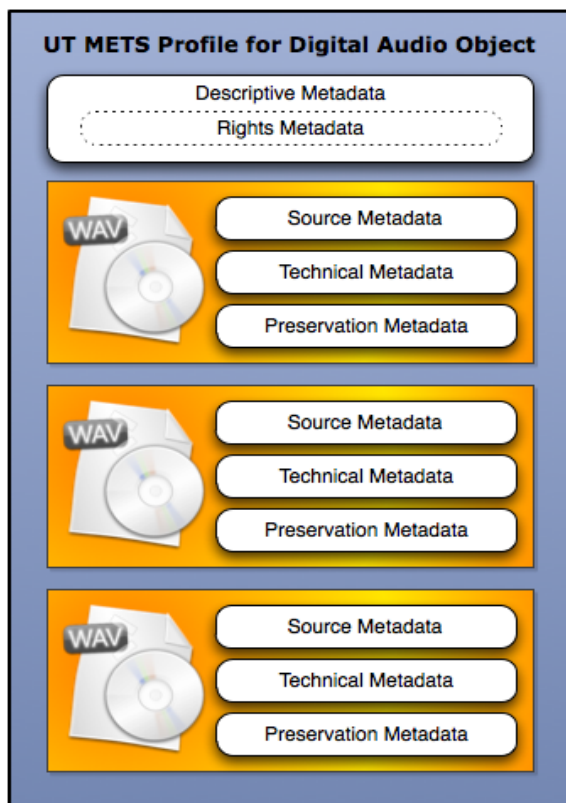 UT METS Profile for Digital Audio Object
Descriptive Metadata
Rights Metadata
WAV
Source Metadata
Technical Metadata
Preservation Metadata
WAV
Source Metadata
Technical Metadata
Preservation Metadata
WAV
Source Metadata
Technical Metadata
Preservation Metadata